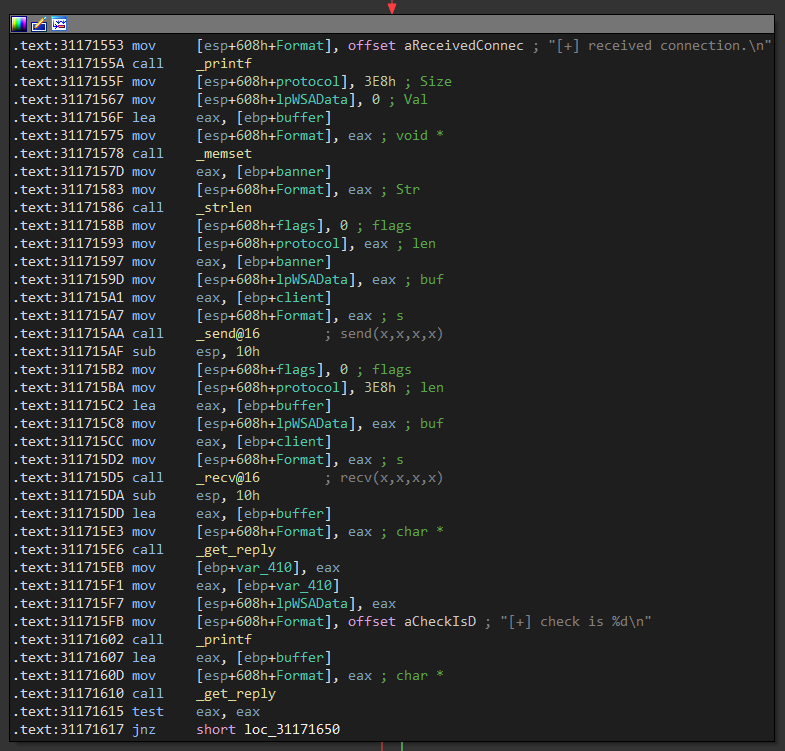 .text:31171553 mov [esp+608h+Format], offset aReceivedConnec ; "[+] received connection.\n"
.text:3117155A call _printf
.text:3117155F mov [esp+608h+protocol], 3E8h ; Size
.text:31171567 mov [esp+608h+lpWSAData], 0 ; Val
.text:3117156F lea eax, [ebp+buffer]
.text:31171575 mov [esp+608h+Format], eax ; void *
.text:31171578 call _memset
.text:3117157D mov eax, [ebp+banner]
.text:31171583 mov [esp+608h+Format], eax ; Str
.text:31171586 call _strlen
.text:3117158B mov [esp+608h+flags], 0 ; flags
.text:31171593 mov [esp+608h+protocol], eax ; len
.text:31171597 mov eax, [ebp+banner]
.text:3117159D mov [esp+608h+lpWSAData], eax ; buf
.text:311715A1 mov eax, [ebp+client]
.text:311715A7 mov [esp+608h+Format], eax ; s
.text:311715AA call _send@16 ; send(x,x,x,x)
.text:311715AF sub esp, 10h
.text:311715B2 mov [esp+608h+flags], 0 ; flags
.text:311715BA mov [esp+608h+protocol], 3E8h ; len
.text:311715C2 lea eax, [ebp+buffer]
.text:311715C8 mov [esp+608h+lpWSAData], eax ; buf
.text:311715CC mov eax, [ebp+client]
.text:311715D2 mov [esp+608h+Format], eax ; s
.text:311715D5 call _recv@16 ; recv(x,x,x,x)
.text:311715DA sub esp, 10h
.text:311715DD lea eax, [ebp+buffer]
.text:311715E3 mov [esp+608h+Format], eax ; char *
.text:311715E6 call _get_reply
.text:311715EB mov [ebp+var_410], eax
.text:311715F1 mov eax, [ebp+var_410]
.text:311715F7 mov [esp+608h+lpWSAData], eax
.text:311715FB mov [esp+608h+Format], offset aCheckIsD ; "[+] check is %d\n"
.text:31171602 call _printf
.text:31171607 lea eax, [ebp+buffer]
.text:3117160D mov [esp+608h+Format], eax ; char *
.text:31171610 call _get_reply
.text:31171615 test eax, eax
.text:31171617 jnz short loc_31171650